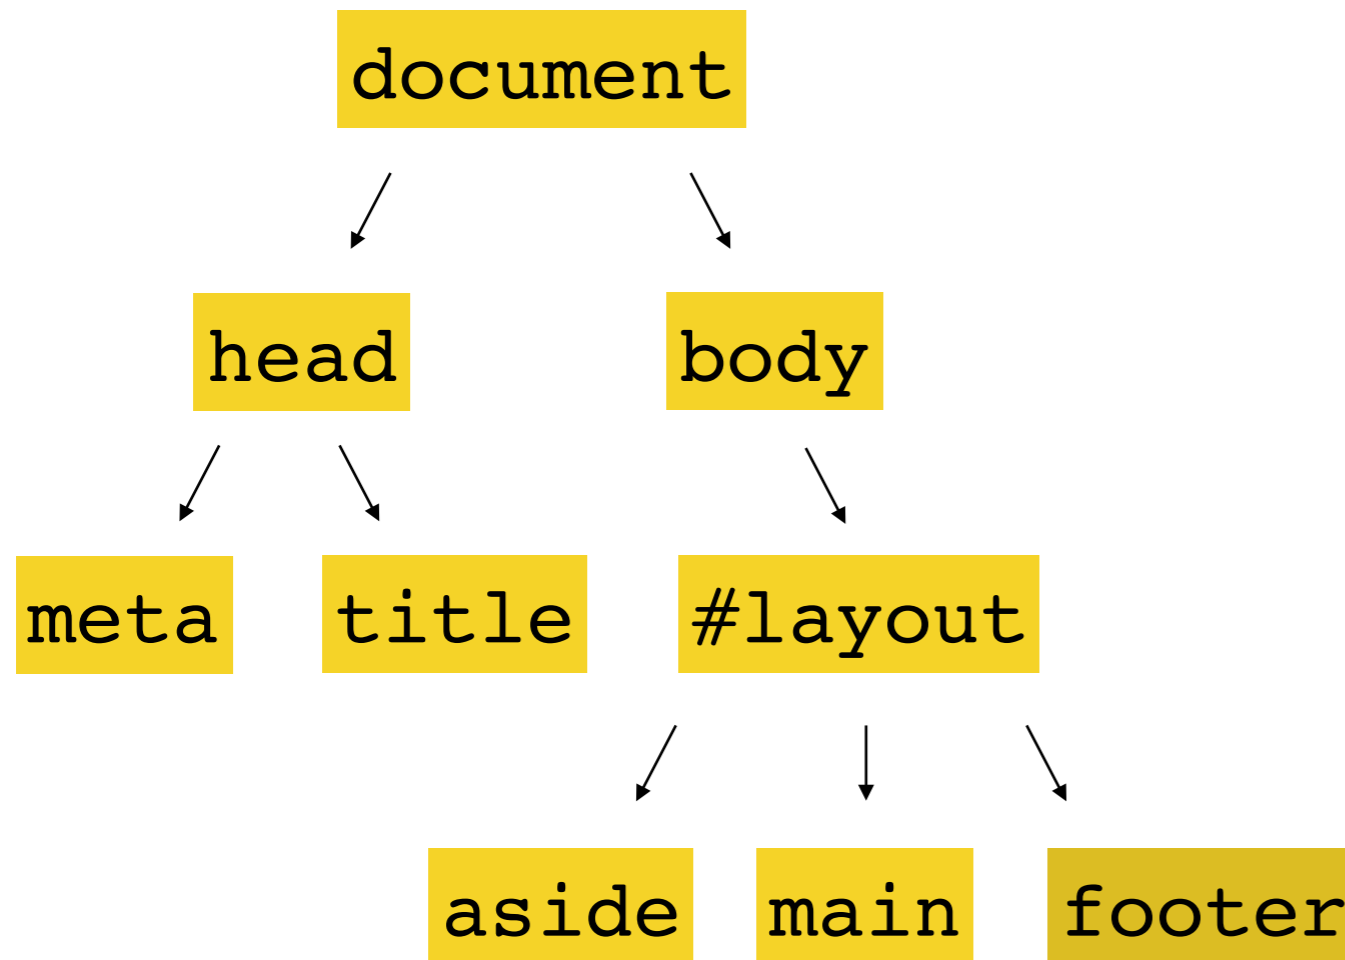 document
head
body
meta
title
#layout
aside
main
footer